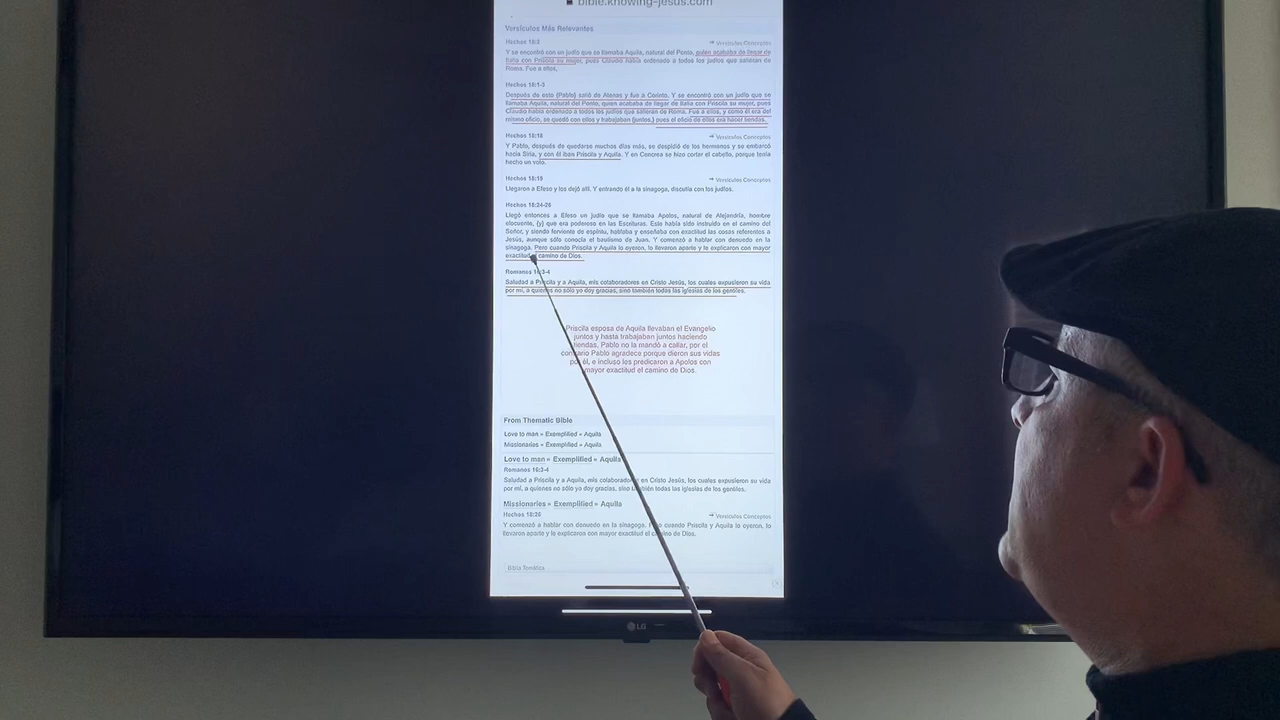 bible.knowing-jesus.com
Versículos Más Relevantes
Hechos 18:2
→ Versículos Conceptos
Y se encontró con un judío que se llamaba Aquila, natural del Ponto, quien acababa de llegar de
Italia con Priscila su mujer, pues Claudio había ordenado a todos los judíos que salieran de
Roma. Fue a ellos,
Hechos 18:1-3
Después de esto (Pablo) salió de Atenas y fue a Corinto. Y se encontró con un judío que se
llamaba Aquila, natural del Ponto, quien acababa de llegar de Italia con Priscila su mujer, pues
Claudio había ordenado a todos los judíos que salieran de Roma. Fue a ellos, y como él era del
mismo oficio, se quedó con ellos y trabajaban (juntos,) pues el oficio de ellos era hacer tiendas.
Hechos 18:18
→ Versículos Conceptos
Y Pablo, después de quedarse muchos días más, se despidió de los hermanos y se embarcó
hacia Siria, y con él iban Priscila y Aquila. Y en Cencrea se hizo cortar el cabello, porque tenía
hecho un voto.
Hechos 18:19
→ Versículos Conceptos
Llegaron a Efeso y los dejó allí. Y entrando él a la sinagoga, discutía con los judíos.
Hechos 18:24-26
Llegó entonces a Efeso un judío que se llamaba Apolos, natural de Alejandría, hombre
elocuente, (y) que era poderoso en las Escrituras. Este había sido instruido en el camino del
Señor, y siendo ferviente de espíritu, hablaba y enseñaba con exactitud las cosas referentes a
Jesús, aunque sólo conocía el bautismo de Juan. Y comenzó a hablar con denuedo en la
sinagoga. Pero cuando Priscila y Aquila lo oyeron, lo llevaron aparte y le explicaron con mayor
exactitud el camino de Dios.
Romanos 16:3-4
Saludad a Priscila y a Aquila, mis colaboradores en Cristo Jesús, los cuales expusieron su vida
por mí, a quienes no sólo yo doy gracias, sino también todas las iglesias de los gentiles.
Priscila esposa de Aquila llevaban el Evangelio
juntos y hasta trabajaban juntos haciendo
tiendas, Pablo no la mandó a callar, por el
contrario Pablo agradece porque dieron sus vidas
por él, e incluso les predicaron a Apolos con
mayor exactitud el camino de Dios.
From Thematic Bible
Love to man » Exemplified » Aquila
Missionaries » Exemplified » Aquila
Love to man » Exemplified » Aquila
Romanos 16:3-4
Saludad a Priscila y a Aquila, mis colaboradores en Cristo Jesús, los cuales expusieron su vida
por mí, a quienes no sólo yo doy gracias, sino también todas las iglesias de los gentiles.
Missionaries » Exemplified » Aquila
Hechos 18:26
→ Versículos Conceptos
Y comenzó a hablar con denuedo en la sinagoga. Pero cuando Priscila y Aquila lo oyeron, lo
llevaron aparte y le explicaron con mayor exactitud el camino de Dios.
Biblia Temática
LG